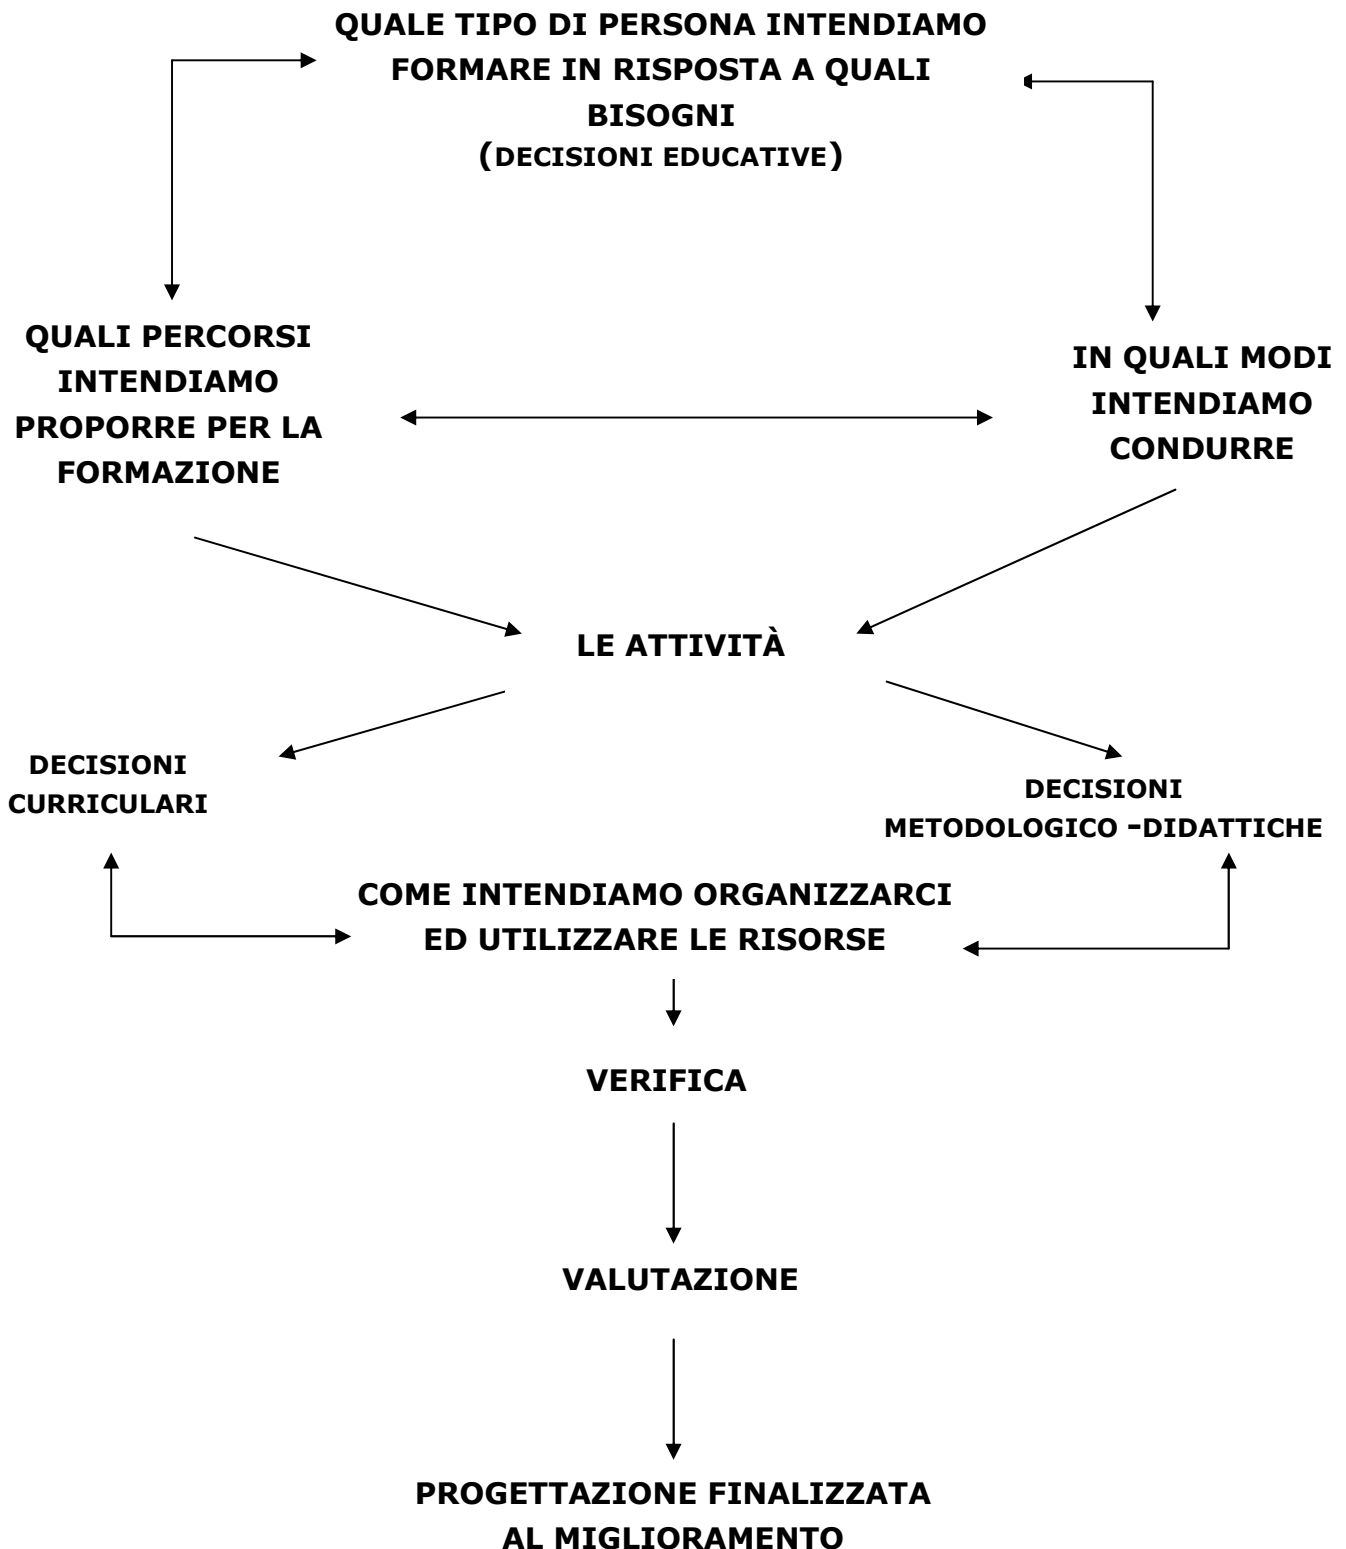 QUALE TIPO DI PERSONA INTENDIAMO
FORMARE IN RISPOSTA A QUALI
BISOGNI
(DECISIONI EDUCATIVE)
QUALI PERCORSI
INTENDIAMO
PROPORRE PER LA
FORMAZIONE
IN QUALI MODI
INTENDIAMO
CONDURRE
LE ATTIVITÀ
DECISIONI
CURRICULARI
DECISIONI
METODOLOGICO -DIDATTICHE
COME INTENDIAMO ORGANIZZARCI
ED UTILIZZARE LE RISORSE
VERIFICA
VALUTAZIONE
PROGETTAZIONE FINALIZZATA
AL MIGLIORAMENTO